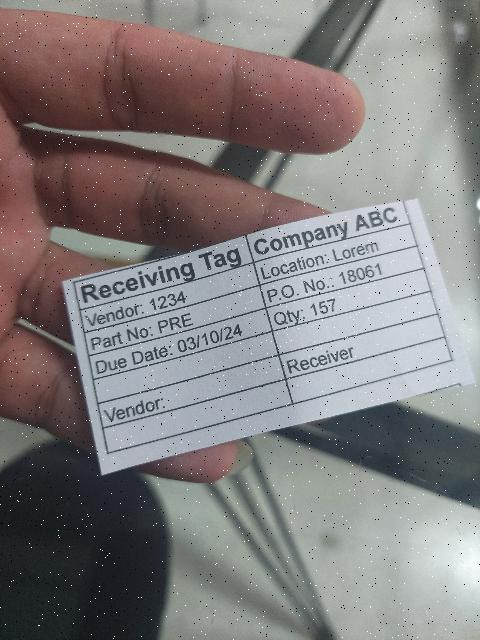 Receiving Tag Company ABC
Vendor: 1234 Location: Lorem
Part No: PRE P.O. No.: 18061
Due Date: 03/10/24 Qty: 157
Vendor: Receiver